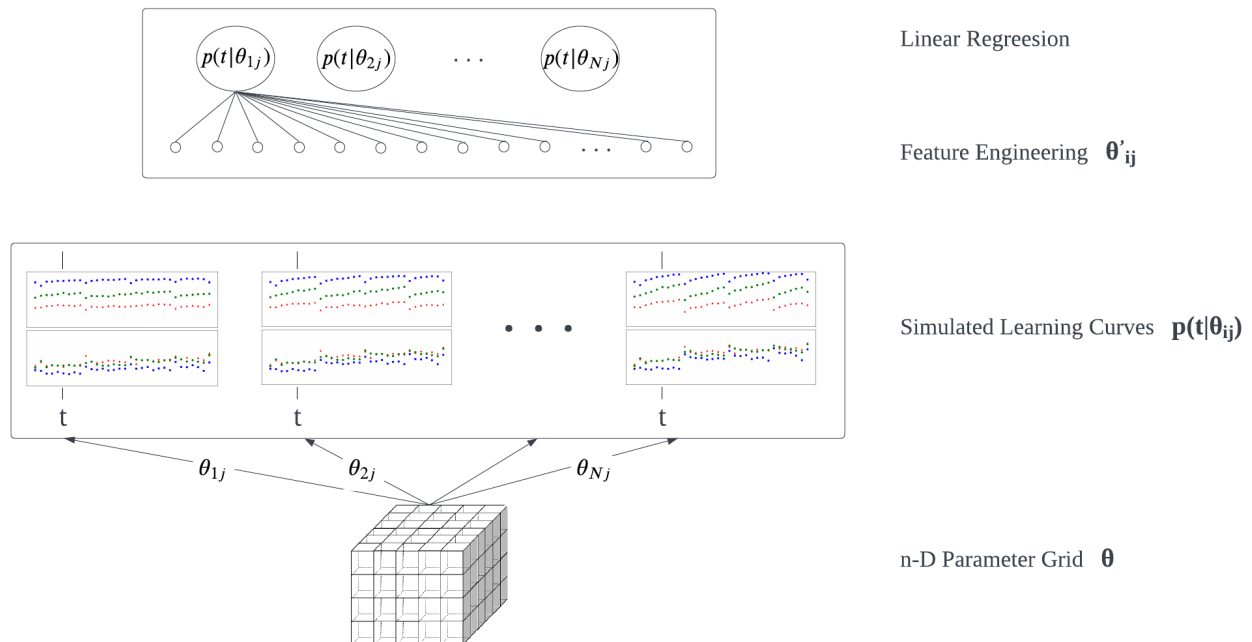 p(t|θ1j) p(t|θ2j) . . . p(t|θNj)
Linear Regreesion
. . .
Feature Engineering θ'ij
Simulated Learning Curves p(t|θij)
t t t
θ1j θ2j θNj
n-D Parameter Grid θ